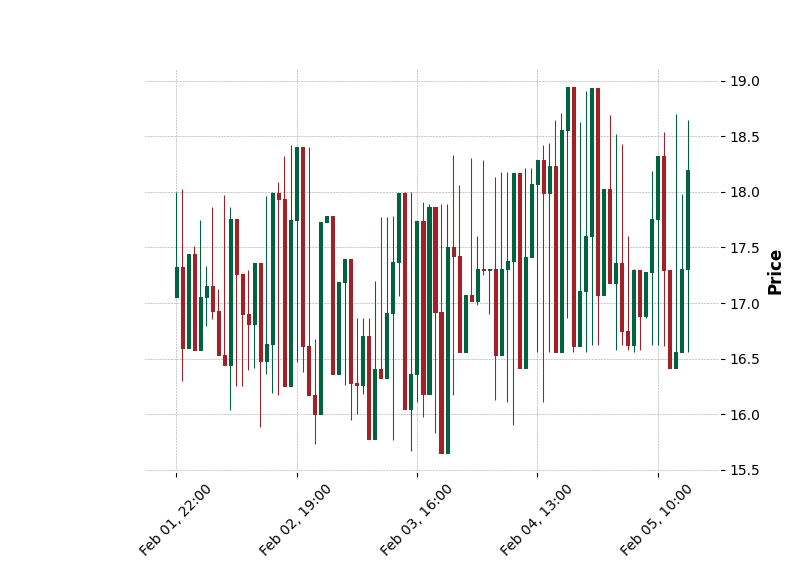 19.0
18.5
18.0
17.5
17.0
16.5
16.0
15.5
Price
Feb 01, 22:00
Feb 02, 19:00
Feb 03, 16:00
Feb 04, 13:00
Feb 05, 10:00